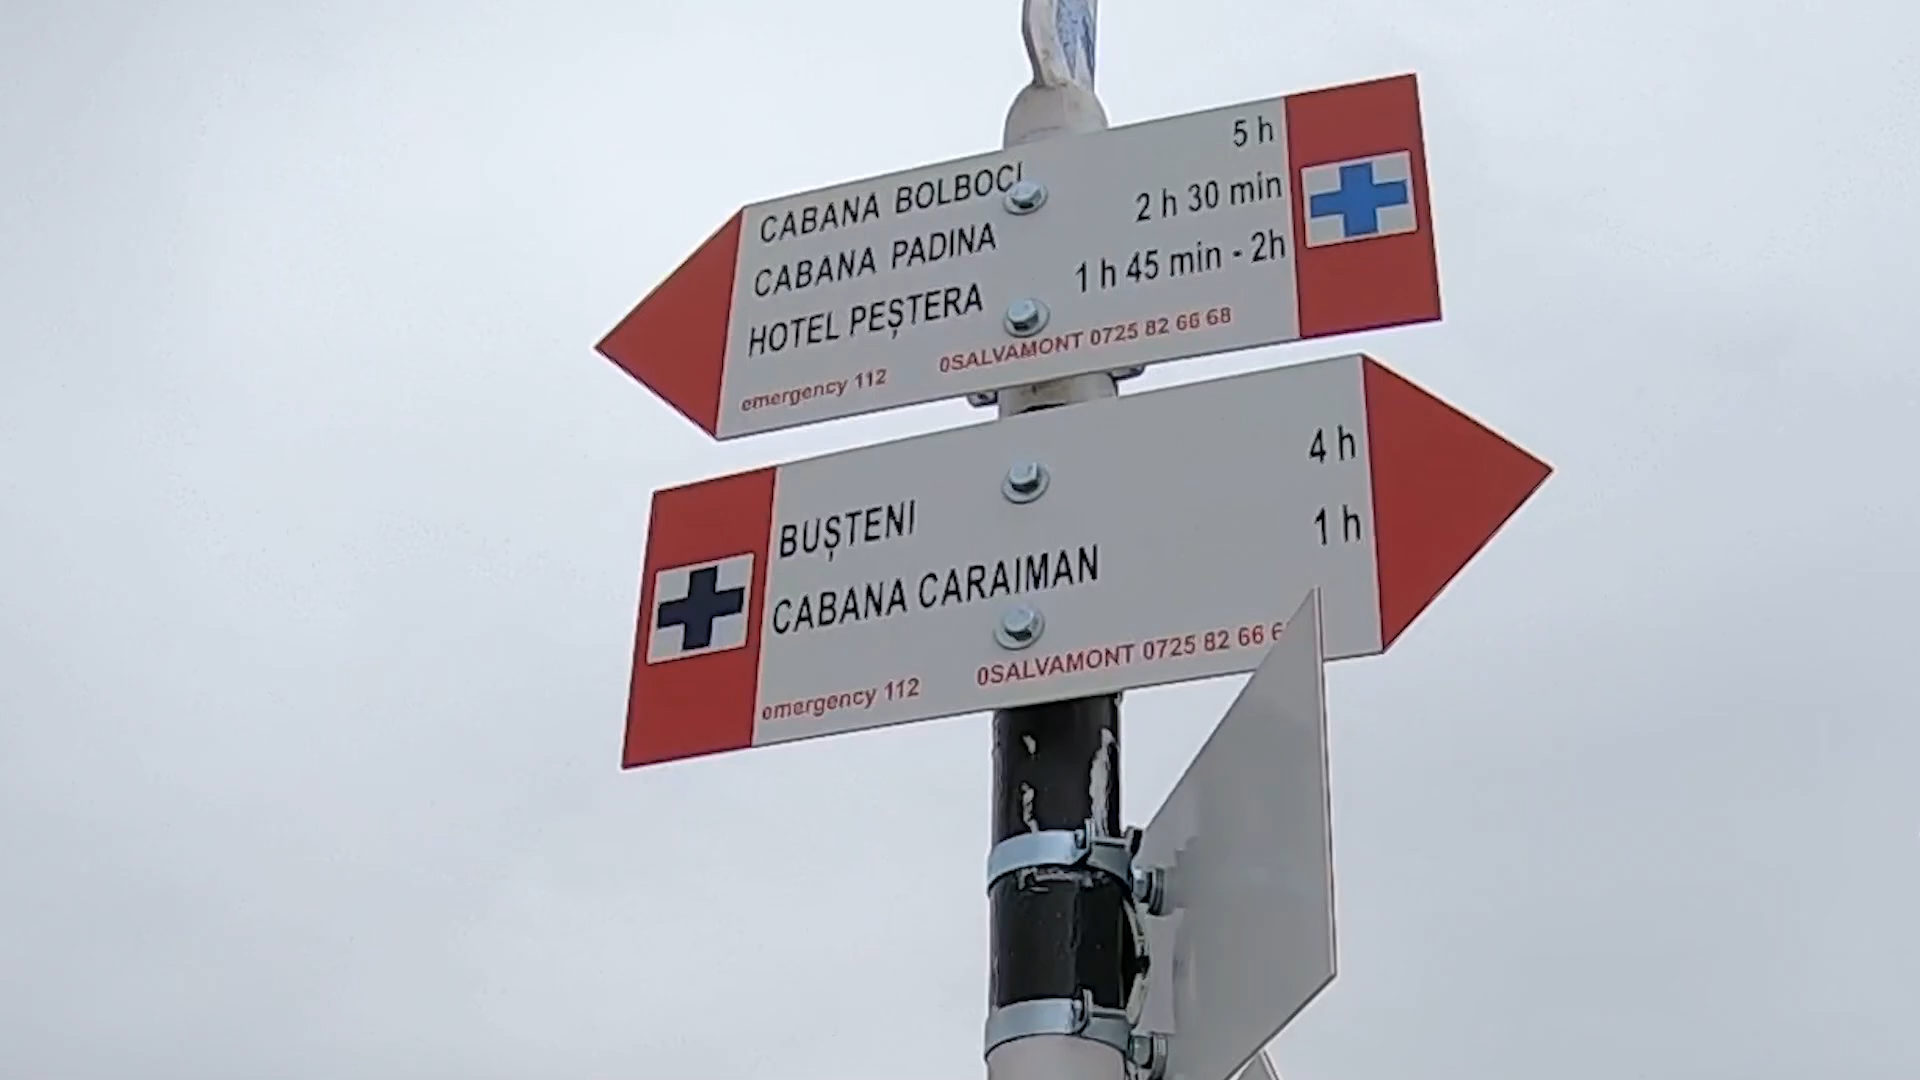 CABANA BOLBOCI 5 h
CABANA PADINA 2 h 30 min
HOTEL PEȘTERA 1 h 45 min - 2h
emergency 112 0SALVAMONT 0725 82 66 68
4 h
BUȘTENI 1 h
CABANA CARAIMAN
emergency 112 0SALVAMONT 0725 82 66